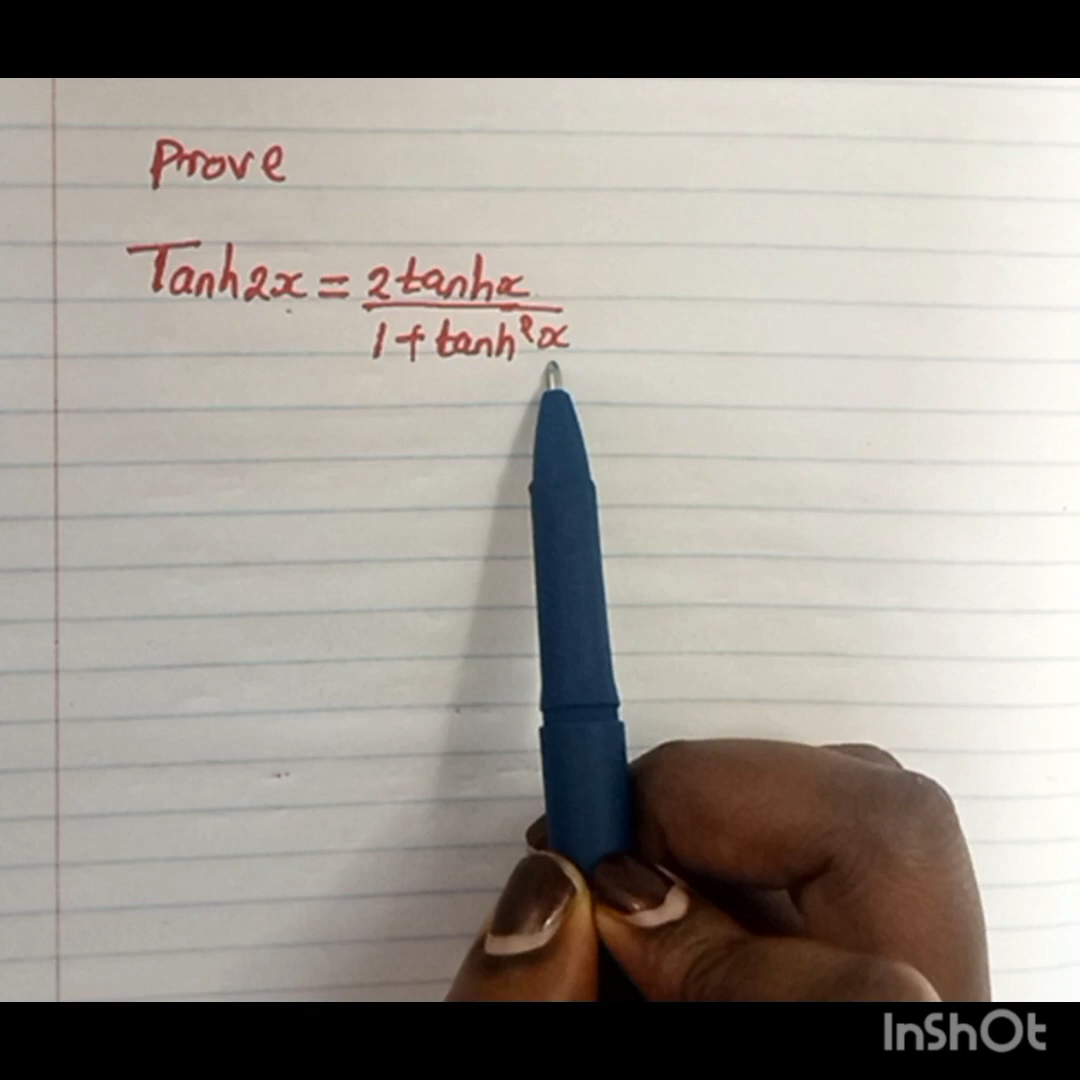 Prove
Tanh2x = 2tanhx
1+tanh²x
InShOt